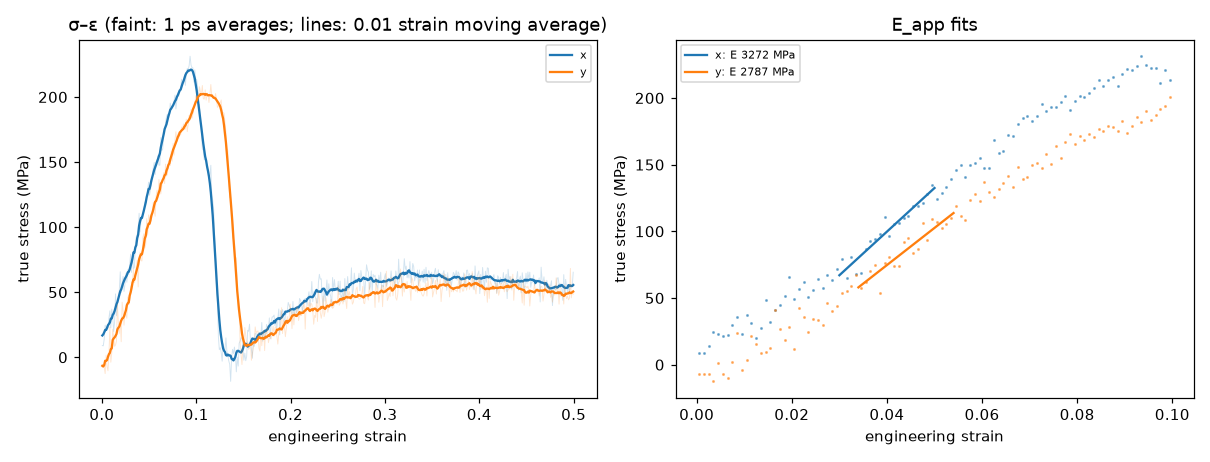 σ–ε (faint: 1 ps averages; lines: 0.01 strain moving average)
x
y
200
150
100
50
0
true stress (MPa)
0.0 0.1 0.2 0.3 0.4 0.5
engineering strain
E_app fits
x: E 3272 MPa
y: E 2787 MPa
200
150
100
50
0
true stress (MPa)
0.00 0.02 0.04 0.06 0.08 0.10
engineering strain